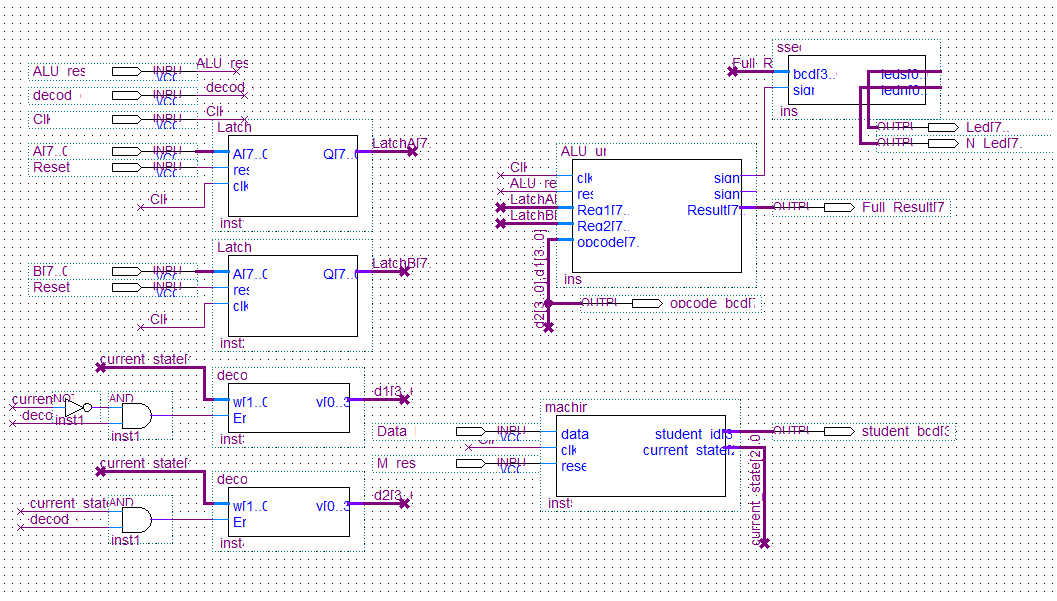 ALU_res
INPU
VCC
ALU_res
decod
INPU
VCC
decod
Clk
INPU
VCC
Clk
Latch
A[7..0
INPU
VCC
Reset
INPU
VCC
Clk
A[7..0
res
clk
Q[7..0
LatchA[7.
inst
Latch
B[7..0
INPU
VCC
Reset
INPU
VCC
Clk
A[7..0
res
clk
Q[7..0
LatchB[7.
inst
current_state[
curren
NO
deco
inst1
AND
inst1
deco
w[1..0
En
y[0..3
d1[3..0
inst
current_state[
current_stat
AND
decod
inst1
deco
w[1..0
En
y[0..3
d2[3..0
inst
Full_R
sseg
bcd[3..
sign
leds[0.
ledn[0.
ins
OUTPU
Led[7..
OUTPU
N_Led[7..
ALU_un
Clk
ALU_re
LatchA[
LatchB[
clk
res
Reg1[7..
Reg2[7..
opcode[7.
sign
sign
Result[7.
ins
OUTPU
Full_Result[7
d2[3..0],d1[3..0]
OUTPU
opcode_bcd[7
machin
Data
INPU
VCC
Clk
M_res
INPU
VCC
data
clk
rese
student_id[3
current_state[2
inst
OUTPU
student_bcd[3
current_state[2..0